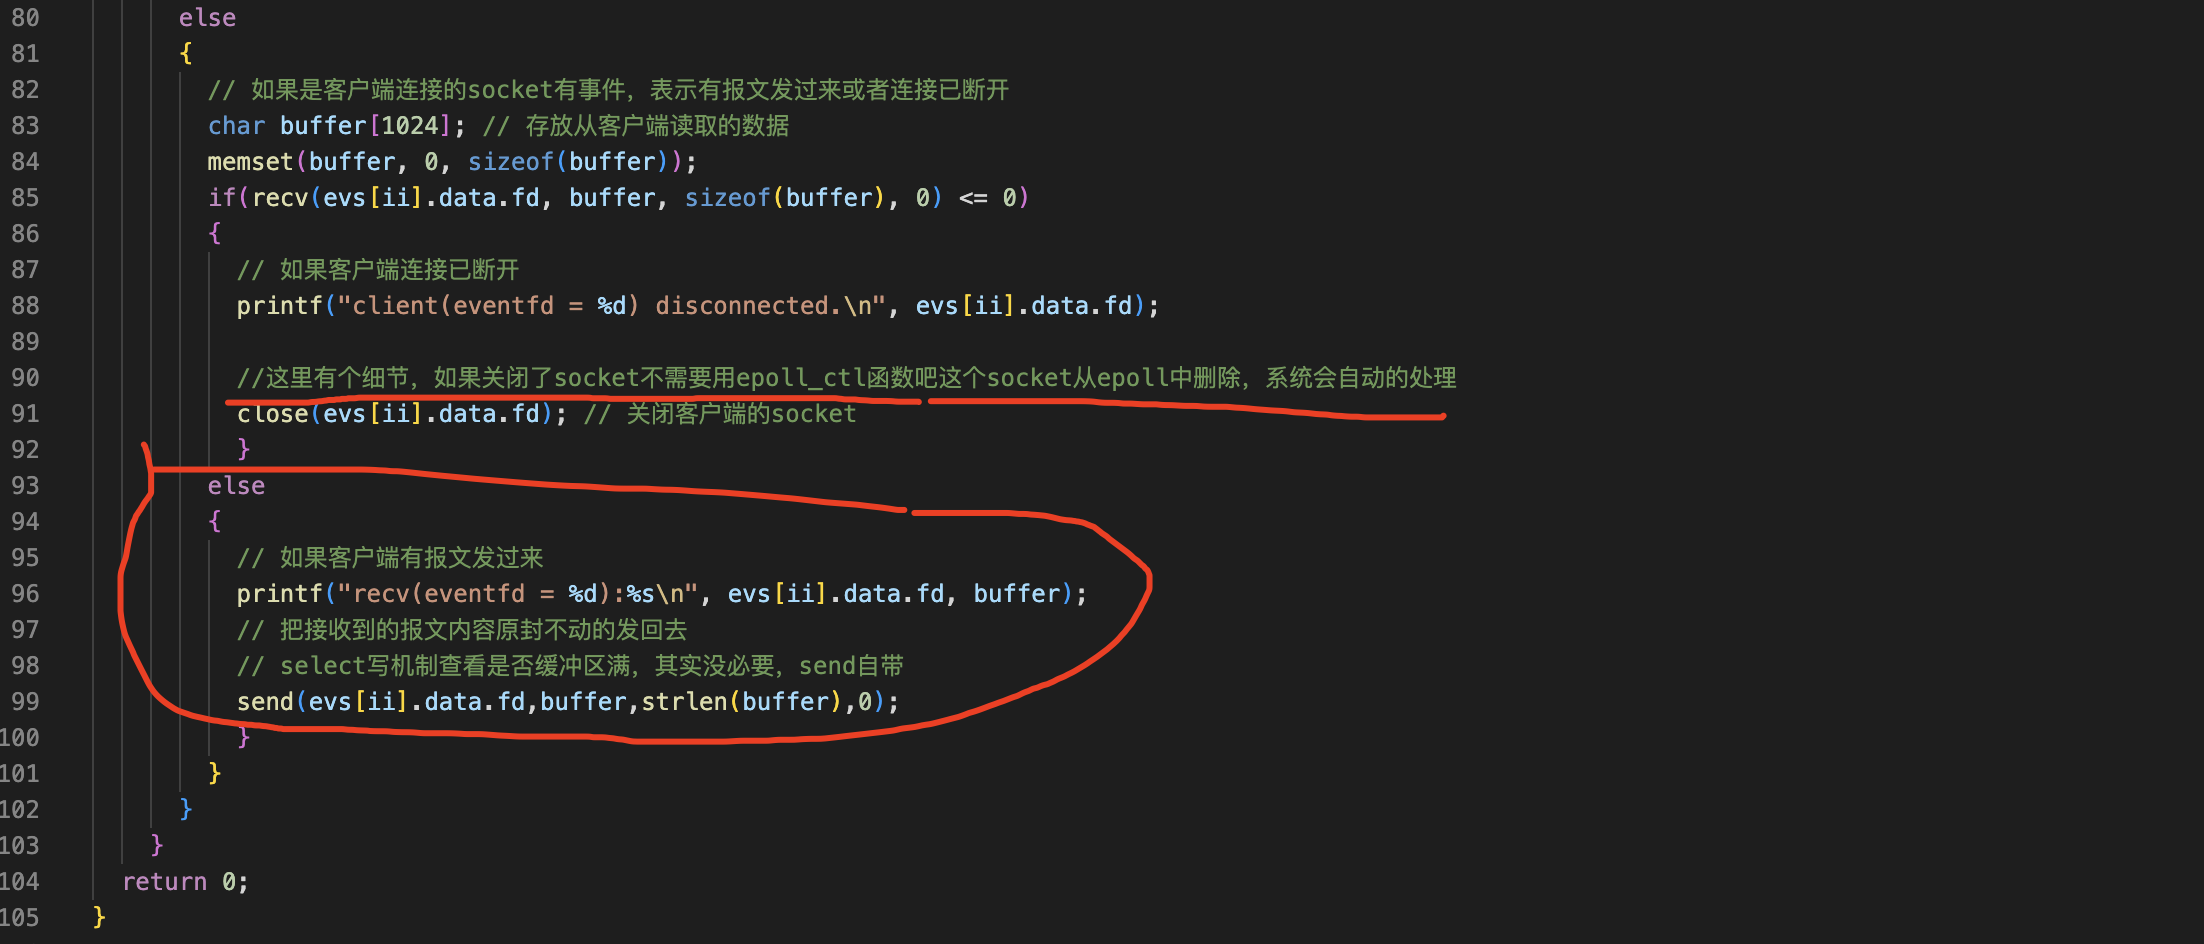 80 else
81 {
82 // 如果是客户端连接的socket有事件，表示有报文发过来或者连接已断开
83 char buffer[1024]; // 存放从客户端读取的数据
84 memset(buffer, 0, sizeof(buffer));
85 if(recv(evs[ii].data.fd, buffer, sizeof(buffer), 0) <= 0)
86 {
87 // 如果客户端连接已断开
88 printf("client(eventfd = %d) disconnected.\n", evs[ii].data.fd);
89
90 //这里有个细节，如果关闭了socket不需要用epoll_ctl函数吧这个socket从epoll中删除，系统会自动的处理
91 close(evs[ii].data.fd); // 关闭客户端的socket
92 }
93 else
94 {
95 // 如果客户端有报文发过来
96 printf("recv(eventfd = %d):%s\n", evs[ii].data.fd, buffer);
97 // 把接收到的报文内容原封不动的发回去
98 // select写机制查看是否缓冲区满，其实没必要，send自带
99 send(evs[ii].data.fd,buffer,strlen(buffer),0);
100 }
101 }
102 }
103 }
104 return 0;
105 }